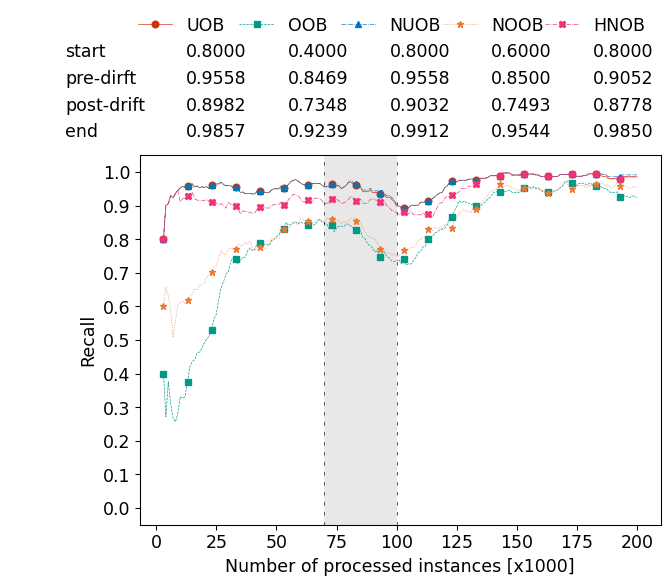 UOB OOB NUOB NOOB HNOB
start 0.8000 0.4000 0.8000 0.6000 0.8000
pre-dirft 0.9558 0.8469 0.9558 0.8500 0.9052
post-drift 0.8982 0.7348 0.9032 0.7493 0.8778
end 0.9857 0.9239 0.9912 0.9544 0.9850
1.0
0.9
0.8
0.7
0.6
0.5
0.4
0.3
0.2
0.1
0.0
Recall
0 25 50 75 100 125 150 175 200
Number of processed instances [x1000]